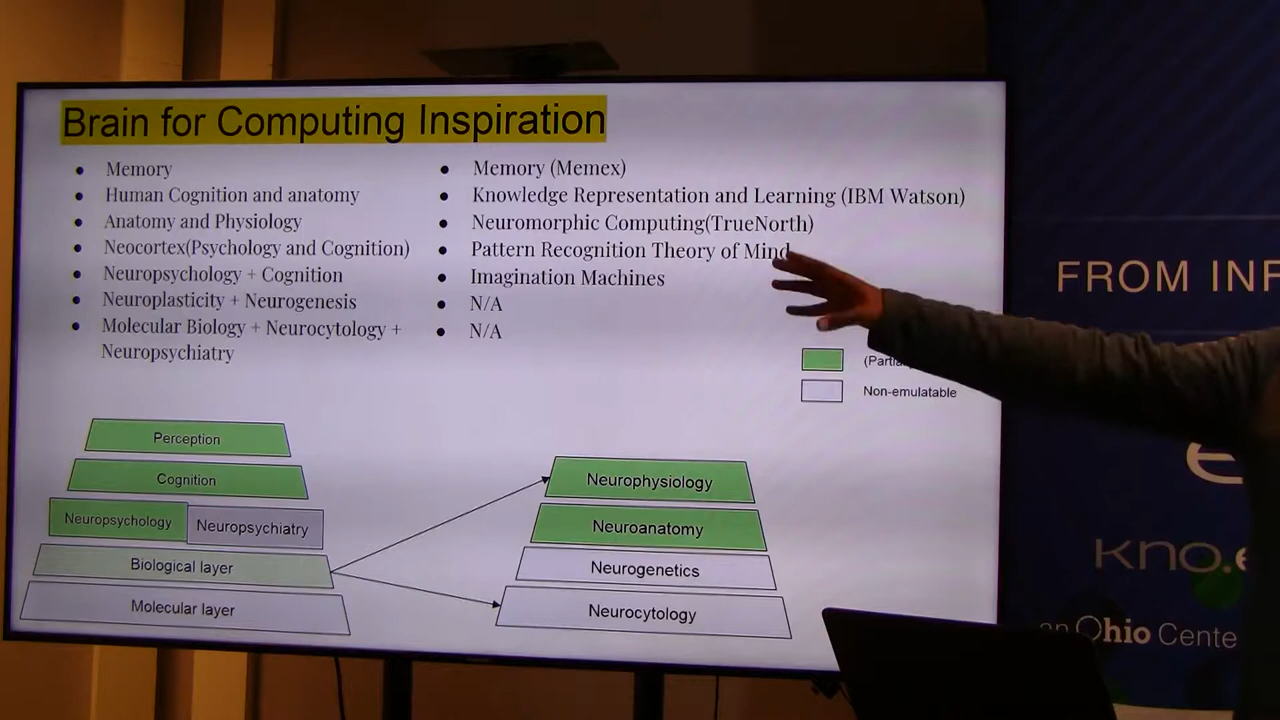 Brain for Computing Inspiration
Memory
Human Cognition and anatomy
Anatomy and Physiology
Neocortex(Psychology and Cognition)
Neuropsychology + Cognition
Neuroplasticity + Neurogenesis
Molecular Biology + Neurocytology +
Neuropsychiatry
Memory (Memex)
Knowledge Representation and Learning (IBM Watson)
Neuromorphic Computing(TrueNorth)
Pattern Recognition Theory of Mind
Imagination Machines
N/A
N/A
Non-emulatable
Perception
Cognition
Neuropsychology
Neuropsychiatry
Biological layer
Molecular layer
Neurophysiology
Neuroanatomy
Neurogenetics
Neurocytology
FROM
kno.e
an Ohio Cente